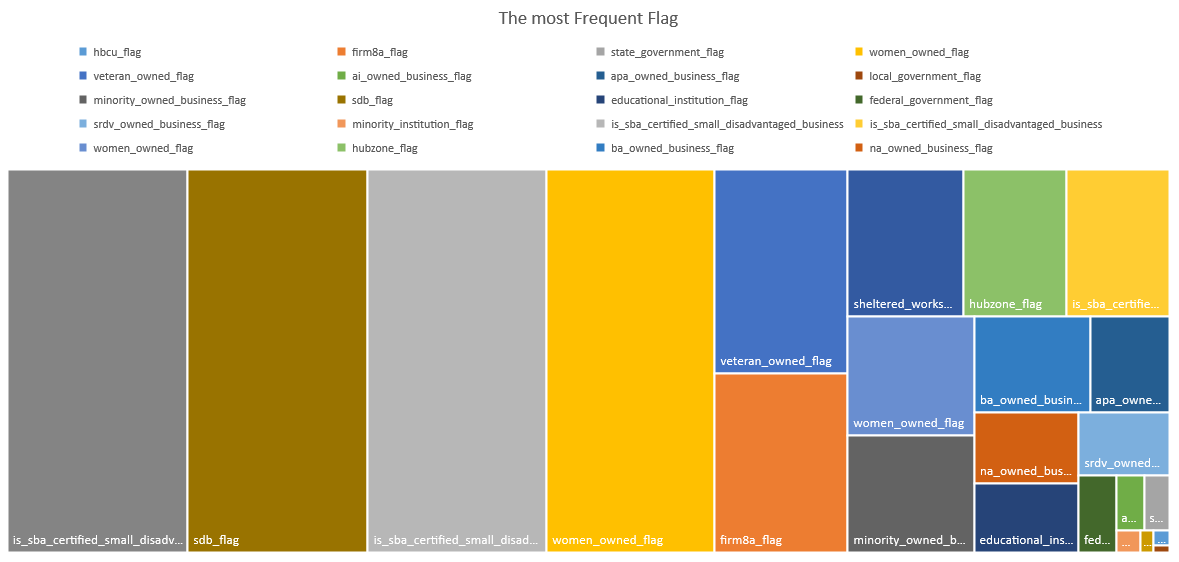 The most Frequent Flag
hbcu_flag firm8a_flag state_government_flag women_owned_flag
veteran_owned_flag ai_owned_business_flag apa_owned_business_flag local_government_flag
minority_owned_business_flag sdb_flag educational_institution_flag federal_government_flag
srdv_owned_business_flag minority_institution_flag is_sba_certified_small_disadvantaged_business is_sba_certified_small_disadvantaged_business
women_owned_flag hubzone_flag ba_owned_business_flag na_owned_business_flag
sheltered_works... hubzone_flag is_sba_certifie...
veteran_owned_flag
ba_owned_busin... apa_owne...
women_owned_flag
na_owned_bus... srdv_owned...
a... s...
is_sba_certified_small_disadv... sdb_flag is_sba_certified_small_disad... women_owned_flag firm8a_flag minority_owned_b... educational_ins... fed... ... ... ...